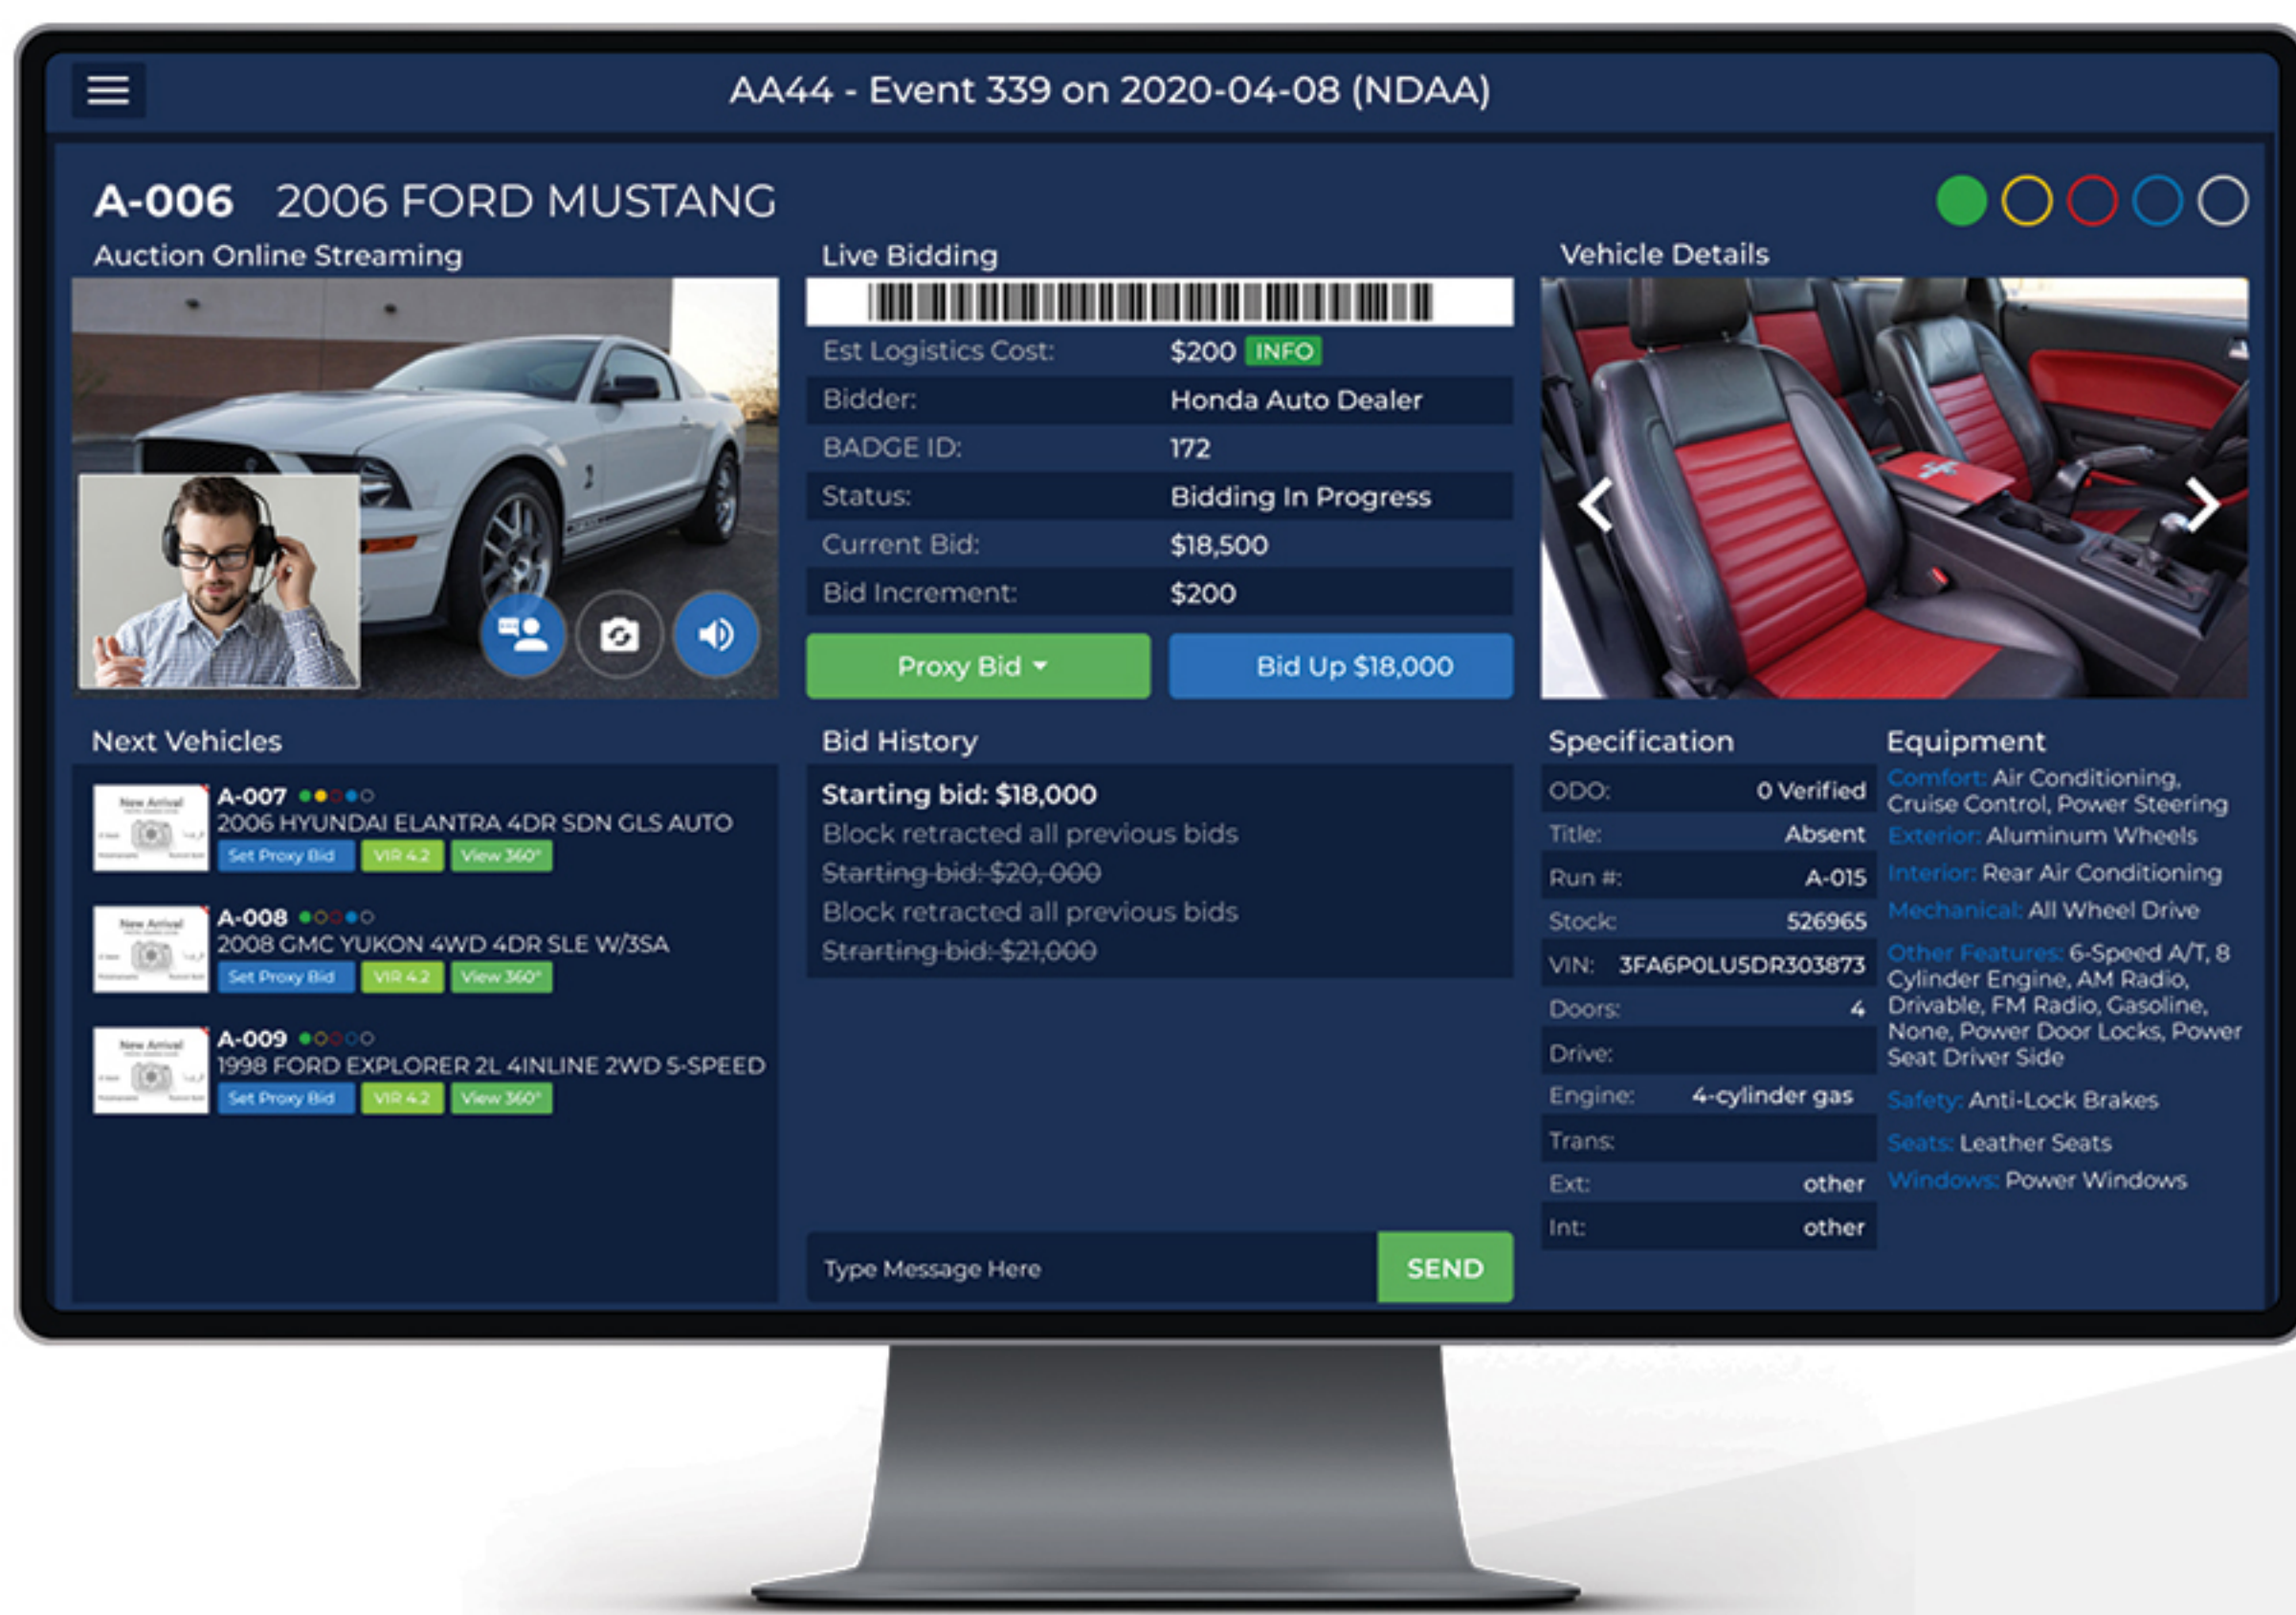 AA44 - Event 339 on 2020-04-08 (NDAA)
A-006 2006 FORD MUSTANG
Auction Online Streaming
Live Bidding
Est Logistics Cost: $200 INFO
Bidder: Honda Auto Dealer
BADGE ID: 172
Status: Bidding In Progress
Current Bid: $18,500
Bid Increment: $200
Proxy Bid
Bid Up $18,000
Vehicle Details
Next Vehicles
New Arrival
A-007
2006 HYUNDAI ELANTRA 4DR SDN GLS AUTO
Set Proxy Bid VIR 4.2 View 360°
New Arrival
A-008
2008 GMC YUKON 4WD 4DR SLE W/3SA
Set Proxy Bid VIR 4.2 View 360°
New Arrival
A-009
1998 FORD EXPLORER 2L 4INLINE 2WD 5-SPEED
Set Proxy Bid VIR 4.2 View 360°
Bid History
Starting bid: $18,000
Block retracted all previous bids
Starting bid: $20, 000
Block retracted all previous bids
Strarting bid: $21,000
Type Message Here
SEND
Specification
ODO: 0 Verified
Title: Absent
Run #: A-015
Stock: 526965
VIN: 3FA6P0LU5DR303873
Doors: 4
Drive:
Engine: 4-cylinder gas
Trans:
Ext: other
Int: other
Equipment
Comfort: Air Conditioning,
Cruise Control, Power Steering
Exterior: Aluminum Wheels
Interior: Rear Air Conditioning
Mechanical: All Wheel Drive
Other Features: 6-Speed A/T, 8
Cylinder Engine, AM Radio,
Drivable, FM Radio, Gasoline,
None, Power Door Locks, Power
Seat Driver Side
Safety: Anti-Lock Brakes
Seats: Leather Seats
Windows: Power Windows